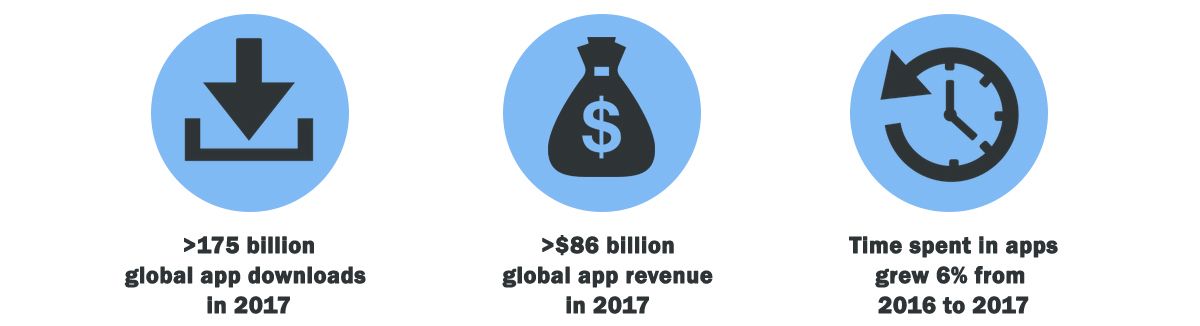 $
>175 billion
global app downloads
in 2017
>$86 billion
global app revenue
in 2017
Time spent in apps
grew 6% from
2016 to 2017